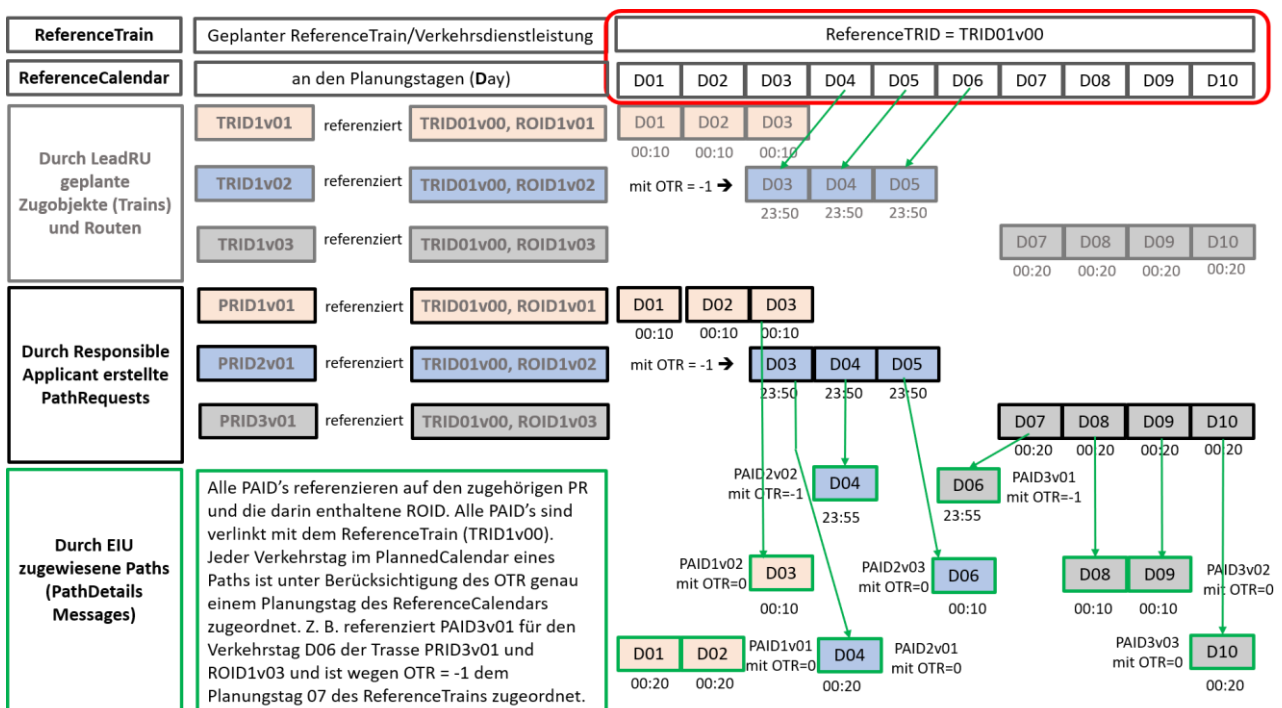 ReferenceTrain
Geplanter ReferenceTrain/Verkehrsdienstleistung
ReferenceTRID = TRID01v00
ReferenceCalendar
an den Planungstagen (Day)
D01 D02 D03 D04 D05 D06 D07 D08 D09 D10
Durch LeadRU
geplante
Zugobjekte (Trains)
und Routen
TRID1v01 referenziert TRID01v00, ROID1v01
D01 D02 D03
00:10 00:10 00:10
TRID1v02 referenziert TRID01v00, ROID1v02
mit OTR = -1 ➔ D03 D04 D05
23:50 23:50 23:50
TRID1v03 referenziert TRID01v00, ROID1v03
D07 D08 D09 D10
00:20 00:20 00:20 00:20
Durch Responsible
Applicant erstellte
PathRequests
PRID1v01 referenziert TRID01v00, ROID1v01
D01 D02 D03
00:10 00:10 00:10
PRID2v01 referenziert TRID01v00, ROID1v02
mit OTR = -1 ➔ D03 D04 D05
23:50 23:50 23:50
PRID3v01 referenziert TRID01v00, ROID1v03
D07 D08 D09 D10
00:20 00:20 00:20 00:20
Durch EIU
zugewiesene Paths
(PathDetails
Messages)
Alle PAID's referenzieren auf den zugehörigen PR
und die darin enthaltene ROID. Alle PAID's sind
verlinkt mit dem ReferenceTrain (TRID1v00).
Jeder Verkehrstag im PlannedCalendar eines
Paths ist unter Berücksichtigung des OTR genau
einem Planungstag des ReferenceCalendars
zugeordnet. Z. B. referenziert PAID3v01 für den
Verkehrstag D06 der Trasse PRID3v01 und
ROID1v03 und ist wegen OTR = -1 dem
Planungstag 07 des ReferenceTrains zugeordnet.
PAID2v02
mit OTR=-1
D04
23:55
D06
23:55
PAID3v01
mit OTR=-1
PAID1v02
mit OTR=0
D03
00:10
PAID2v03
mit OTR=0
D06
00:10
D08 D09
00:10 00:10
PAID3v02
mit OTR=0
D01 D02
00:20 00:20
PAID1v01
mit OTR=0
D04
00:20
PAID2v01
mit OTR=0
PAID3v03
mit OTR=0
D10
00:20